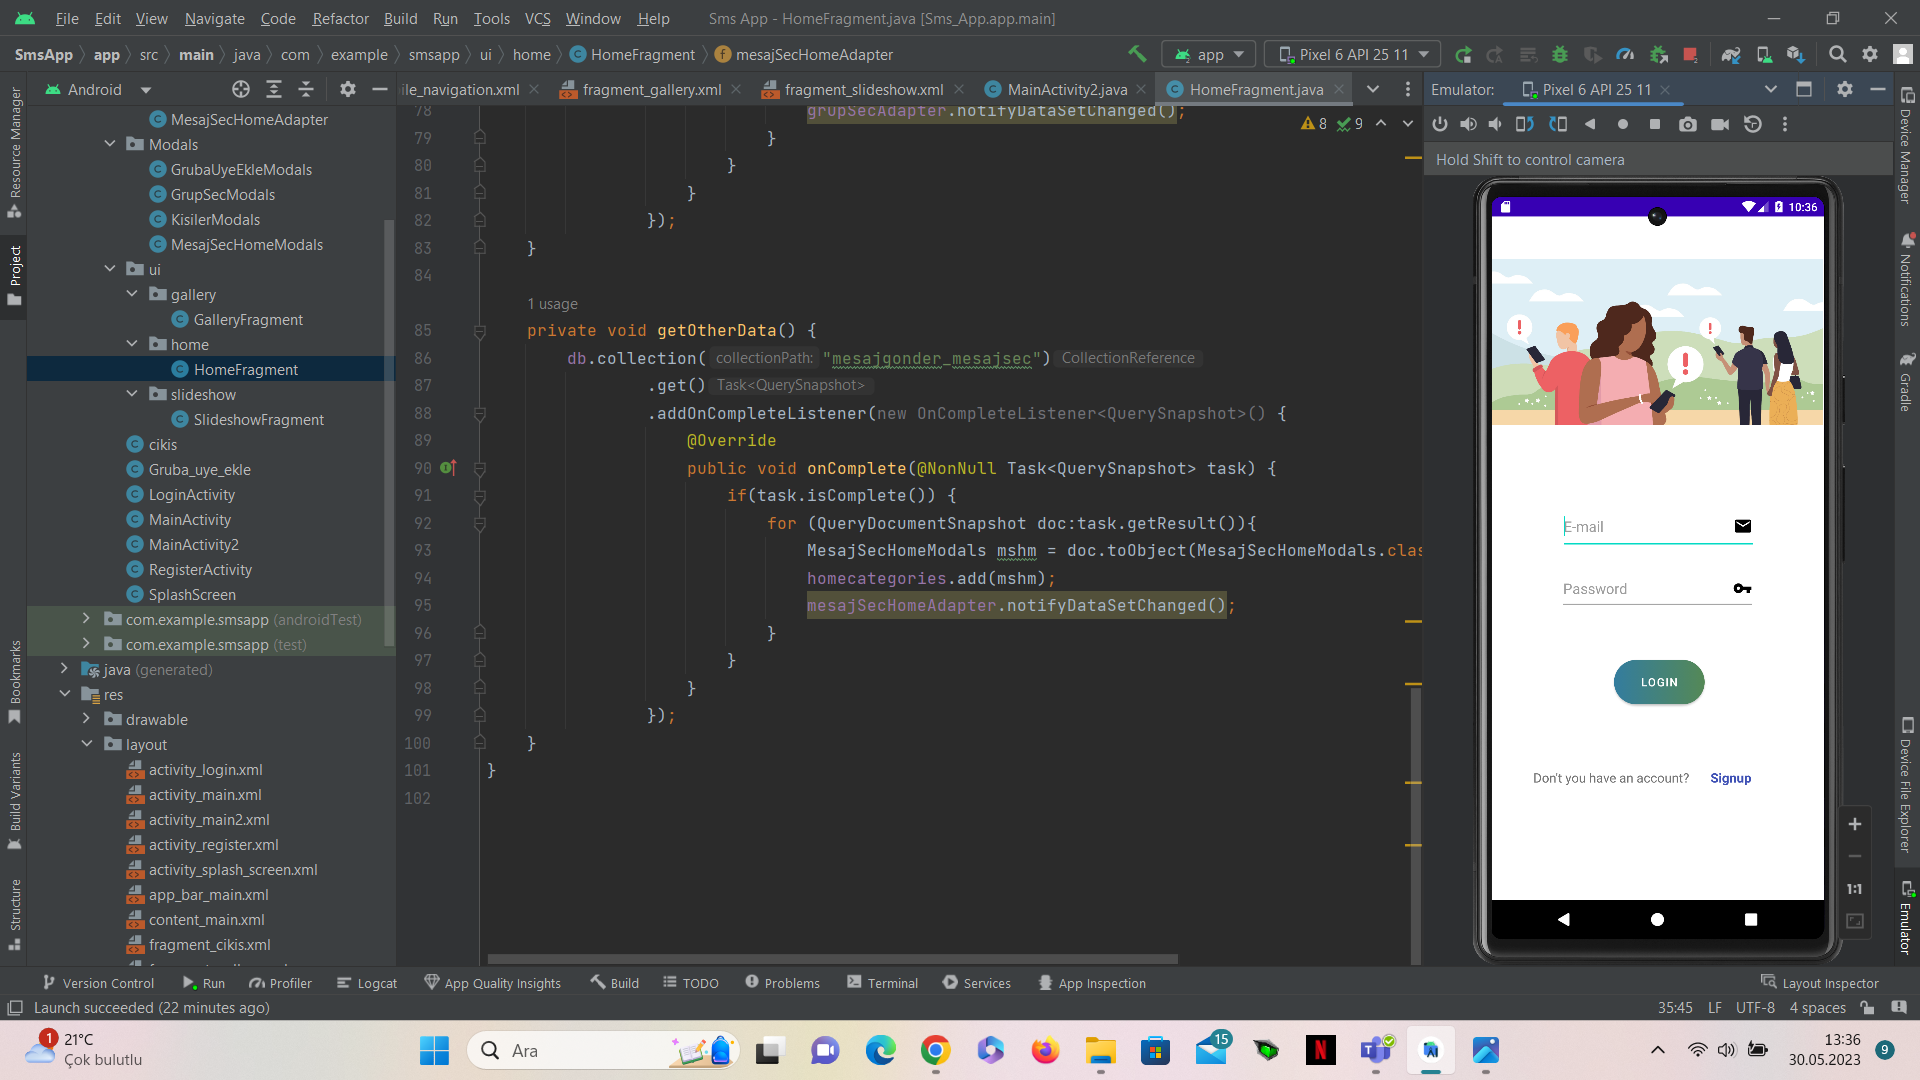 File Edit View Navigate Code Refactor Build Run Tools VCS Window Help Sms App - HomeFragment.java [Sms_App.app.main]
SmsApp app src main java com example smsapp ui home HomeFragment mesajSecHomeAdapter app Pixel 6 API 25 11
Android
ile_navigation.xml fragment_gallery.xml fragment_slideshow.xml MainActivity2.java HomeFragment.java
Emulator: Pixel 6 API 25 11
Hold Shift to control camera
Resource Manager
Project
Bookmarks
Build Variants
Structure
MesajSecHomeAdapter
Modals
GrubaUyeEkleModals
GrupSecModals
KisilerModals
MesajSecHomeModals
ui
gallery
GalleryFragment
home
HomeFragment
slideshow
SlideshowFragment
cikis
Gruba_uye_ekle
LoginActivity
MainActivity
MainActivity2
RegisterActivity
SplashScreen
com.example.smsapp (androidTest)
com.example.smsapp (test)
java (generated)
res
drawable
layout
activity_login.xml
activity_main.xml
activity_main2.xml
activity_register.xml
activity_splash_screen.xml
app_bar_main.xml
content_main.xml
fragment_cikis.xml
8 9
78 grupSecAdapter.notifyDataSetChanged();
79 }
80 }
81 }
82 });
83 }
84
1 usage
85 private void getOtherData() {
86 db.collection( collectionPath: "mesajgonder_mesajsec") CollectionReference
87 .get() Task<QuerySnapshot>
88 .addOnCompleteListener(new OnCompleteListener<QuerySnapshot>() {
89 @Override
90 public void onComplete(@NonNull Task<QuerySnapshot> task) {
91 if(task.isComplete()) {
92 for (QueryDocumentSnapshot doc:task.getResult()){
93 MesajSecHomeModals mshm = doc.toObject(MesajSecHomeModals.clas
94 homecategories.add(mshm);
95 mesajSecHomeAdapter.notifyDataSetChanged();
96 }
97 }
98 }
99 });
100 }
101 }
102
10:36
E-mail
Password
LOGIN
Don't you have an account? Signup
1:1
Device Manager
Notifications
Gradle
Device File Explorer
Emulator
Version Control Run Profiler Logcat App Quality Insights Build TODO Problems Terminal Services App Inspection Layout Inspector
Launch succeeded (22 minutes ago) 35:45 LF UTF-8 4 spaces
1 21°C
Çok bulutlu
Ara
15
N
13:36
30.05.2023
9